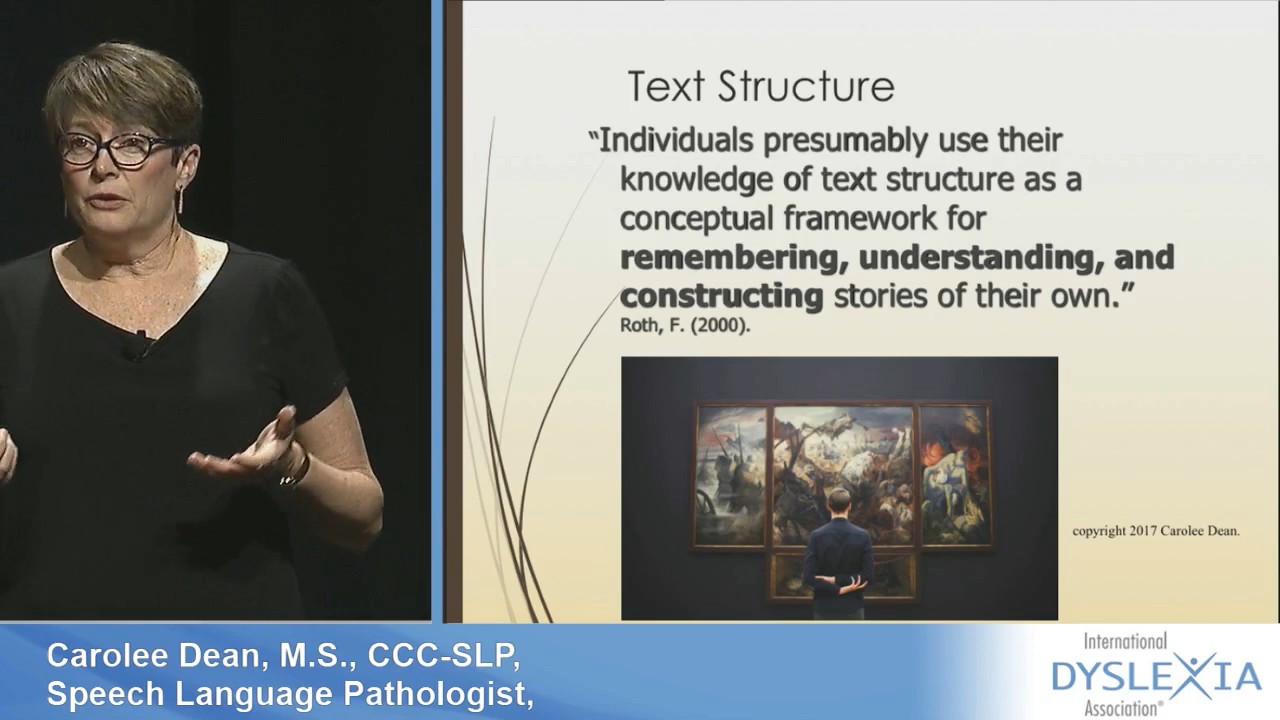 Text Structure
“Individuals presumably use their
knowledge of text structure as a
conceptual framework for
remembering, understanding, and
constructing stories of their own.”
Roth, F. (2000).
copyright 2017 Carolee Dean.
Carolee Dean, M.S., CCC-SLP,
Speech Language Pathologist,
International
DYSLEXIA
Association®